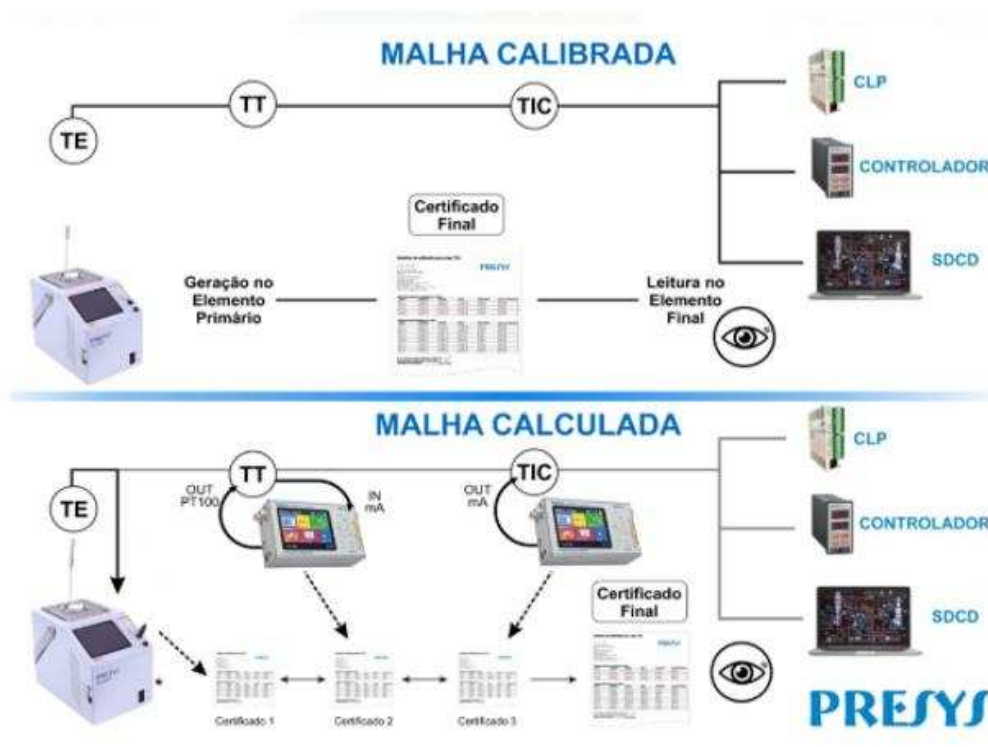 MALHA CALIBRADA
TE
TT
TIC
CLP
CONTROLADOR
SDCD
Geração no
Elemento
Primário
Certificado
Final
PRESYS
Leitura no
Elemento
Final
MALHA CALCULADA
TE
OUT
PT100
TT
IN
mA
OUT
mA
TIC
CLP
CONTROLADOR
SDCD
Certificado
Final
PRESYS
Certificado 1
Certificado 2
Certificado 3
PRESYS